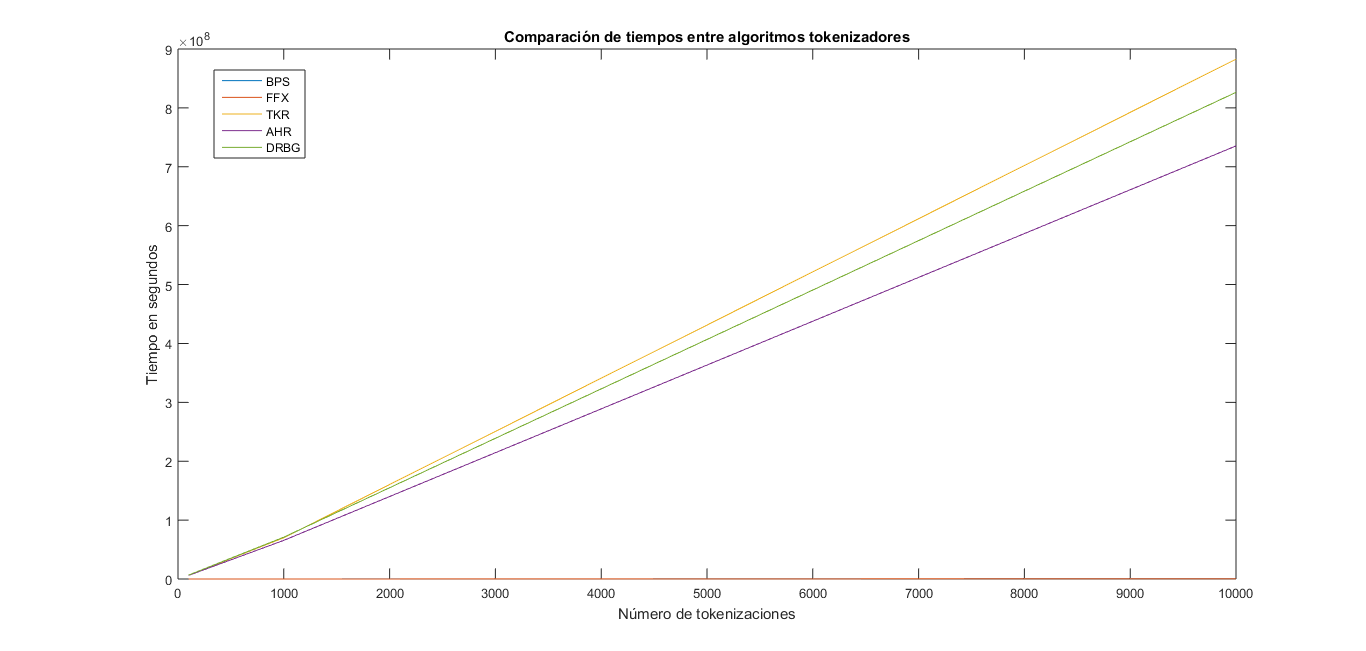 Comparación de tiempos entre algoritmos tokenizadores
×10^8
BPS
FFX
TKR
AHR
DRBG
Tiempo en segundos
9
8
7
6
5
4
3
2
1
0
0 1000 2000 3000 4000 5000 6000 7000 8000 9000 10000
Número de tokenizaciones